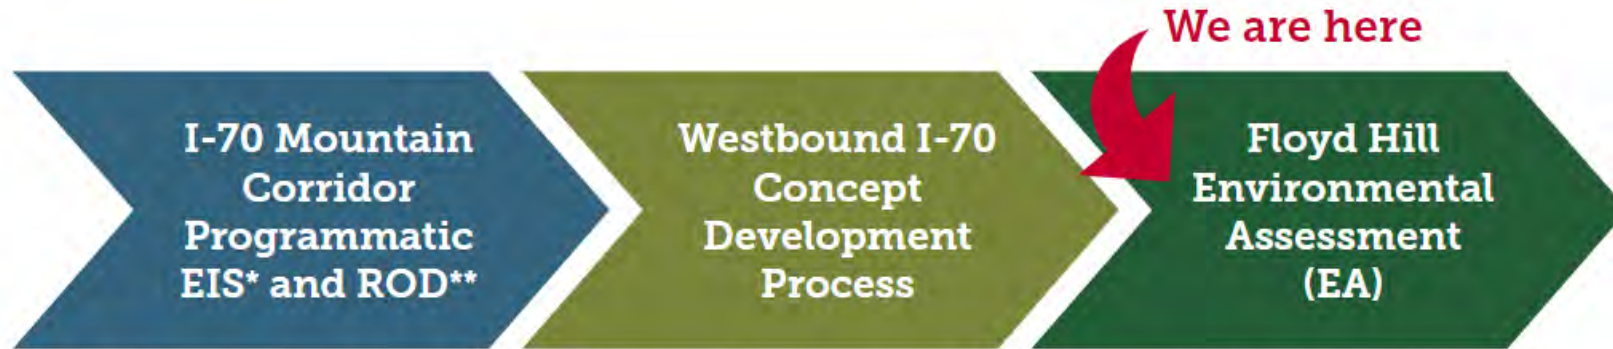 We are here
I-70 Mountain
Corridor
Programmatic
EIS* and ROD**
Westbound I-70
Concept
Development
Process
Floyd Hill
Environmental
Assessment
(EA)